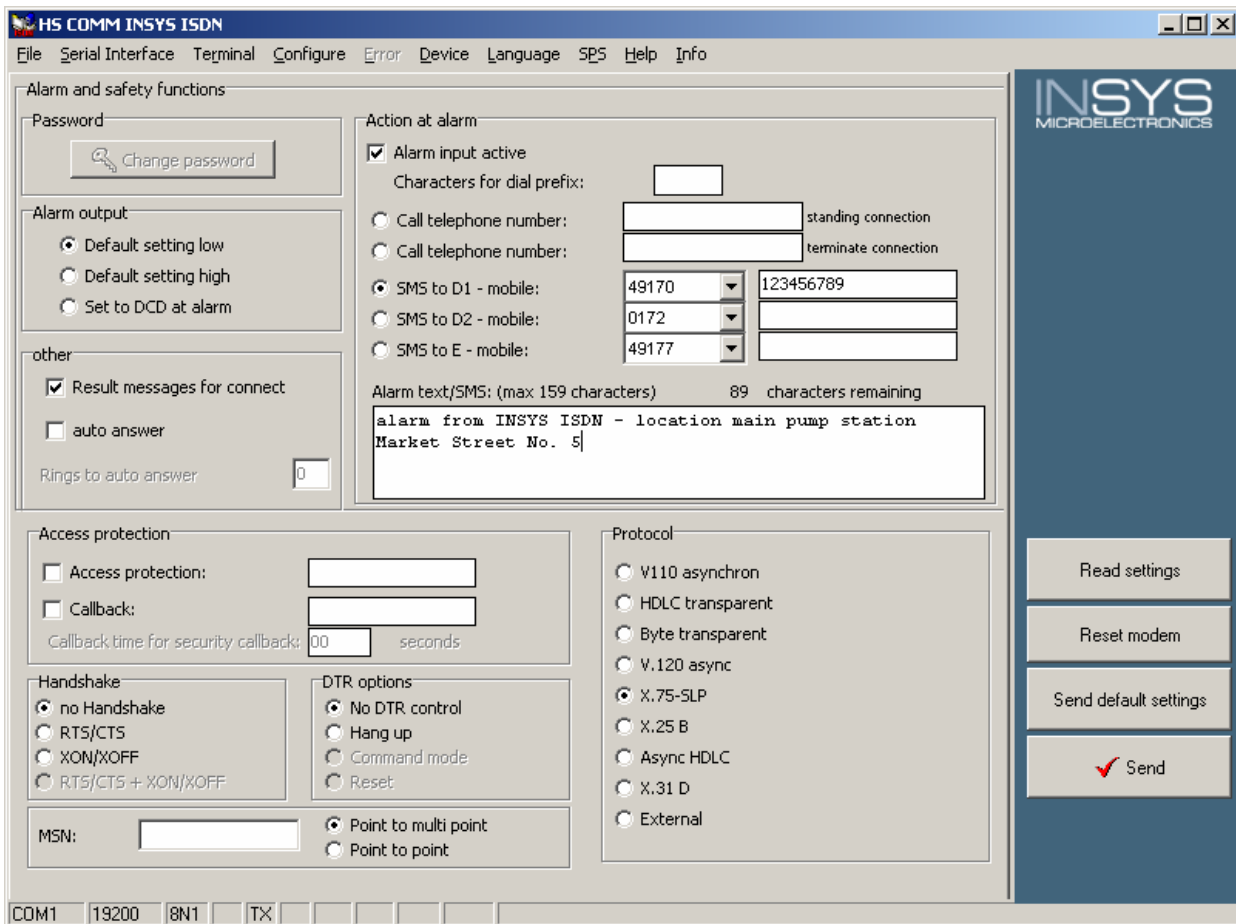 HS COMM INSYS ISDN
File Serial Interface Terminal Configure Error Device Language SPS Help Info
Alarm and safety functions
INSYS
MICROELECTRONICS
Password
Change password
Alarm output
Default setting low
Default setting high
Set to DCD at alarm
other
Result messages for connect
auto answer
Rings to auto answer 0
Action at alarm
Alarm input active
Characters for dial prefix:
Call telephone number: standing connection
Call telephone number: terminate connection
SMS to D1 - mobile: 49170 123456789
SMS to D2 - mobile: 0172
SMS to E - mobile: 49177
Alarm text/SMS: (max 159 characters) 89 characters remaining
alarm from INSYS ISDN - location main pump station
Market Street No. 5
Access protection
Access protection:
Callback:
Callback time for security callback: 00 seconds
Handshake
no Handshake
RTS/CTS
XON/XOFF
RTS/CTS + XON/XOFF
DTR options
No DTR control
Hang up
Command mode
Reset
MSN:
Point to multi point
Point to point
Protocol
V110 asynchron
HDLC transparent
Byte transparent
V.120 async
X.75-SLP
X.25 B
Async HDLC
X.31 D
External
Read settings
Reset modem
Send default settings
Send
COM1 19200 8N1 TX